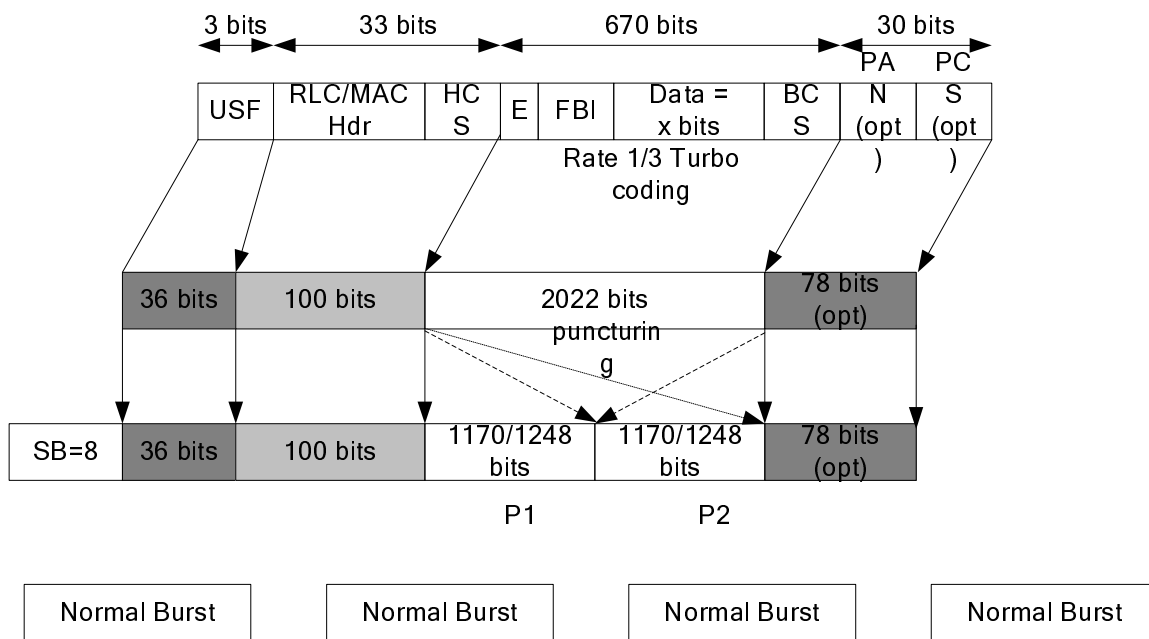 3 bits 33 bits 670 bits 30 bits
USF RLC/MAC Hdr HC S E FBI Data = x bits BC S PA N (opt ) PC S (opt )
Rate 1/3 Turbo
coding
36 bits 100 bits 2022 bits 78 bits (opt)
puncturin
g
SB=8 36 bits 100 bits 1170/1248 bits 1170/1248 bits 78 bits (opt)
P1 P2
Normal Burst Normal Burst Normal Burst Normal Burst